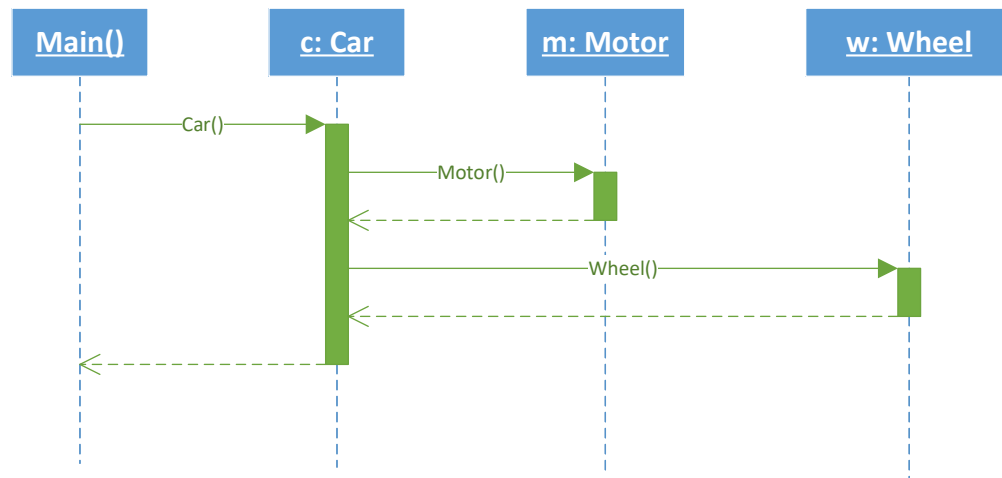 Main()
c: Car
m: Motor
w: Wheel
Car()
Motor()
Wheel()